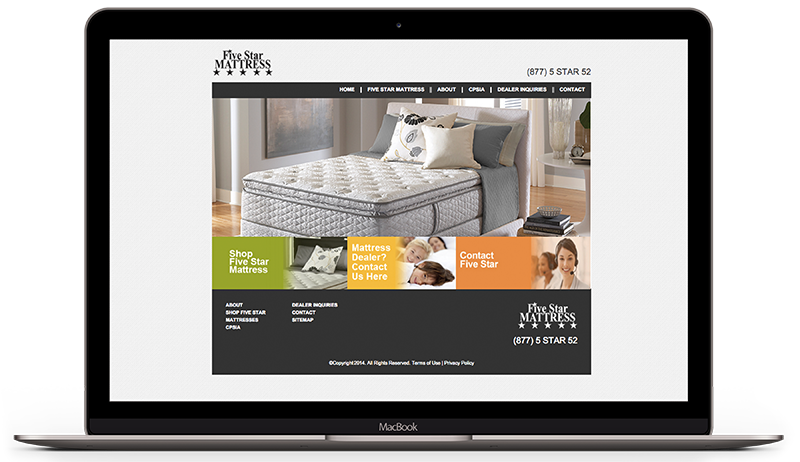 Five Star
MATTRESS
(877) 5 STAR 52
HOME | FIVE STAR MATTRESS || ABOUT | CPSIA | DEALER INQUIRIES || CONTACT
Shop
Five Star
Mattress
Mattress
Dealer?
Contact
Us Here
Contact
Five Star
ABOUT
SHOP FIVE STAR
MATTRESSES
CPSIA
DEALER INQUIRIES
CONTACT
SITEMAP
Five Star
MATTRESS
(877) 5 STAR 52
©Copyright2014. All Rights Reserved. Terms of Use | Privacy Policy
MacBook